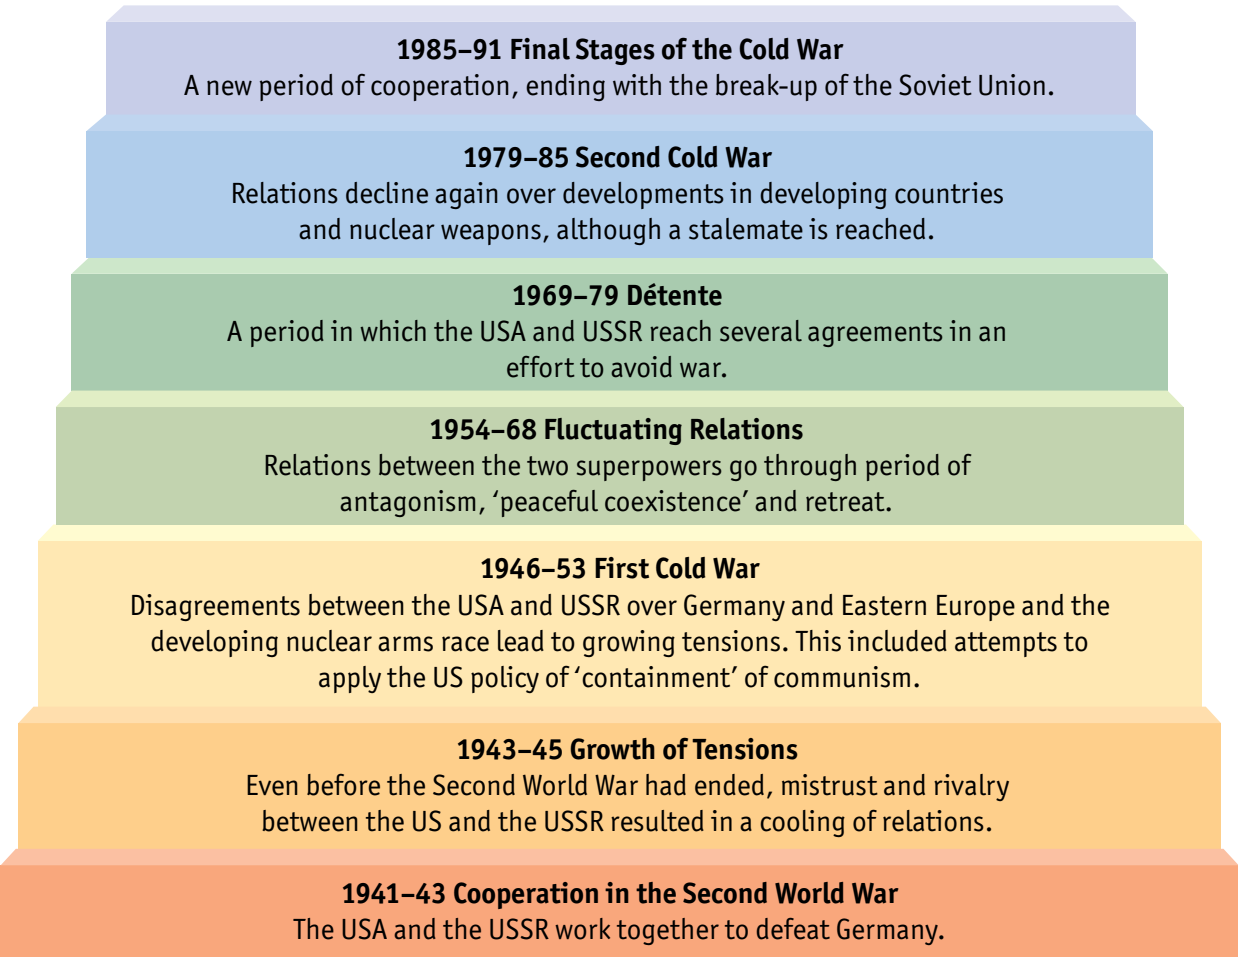 1985–91 Final Stages of the Cold War
A new period of cooperation, ending with the break-up of the Soviet Union.
1979–85 Second Cold War
Relations decline again over developments in developing countries
and nuclear weapons, although a stalemate is reached.
1969–79 Détente
A period in which the USA and USSR reach several agreements in an
effort to avoid war.
1954–68 Fluctuating Relations
Relations between the two superpowers go through period of
antagonism, ‘peaceful coexistence’ and retreat.
1946–53 First Cold War
Disagreements between the USA and USSR over Germany and Eastern Europe and the
developing nuclear arms race lead to growing tensions. This included attempts to
apply the US policy of ‘containment’ of communism.
1943–45 Growth of Tensions
Even before the Second World War had ended, mistrust and rivalry
between the US and the USSR resulted in a cooling of relations.
1941–43 Cooperation in the Second World War
The USA and the USSR work together to defeat Germany.